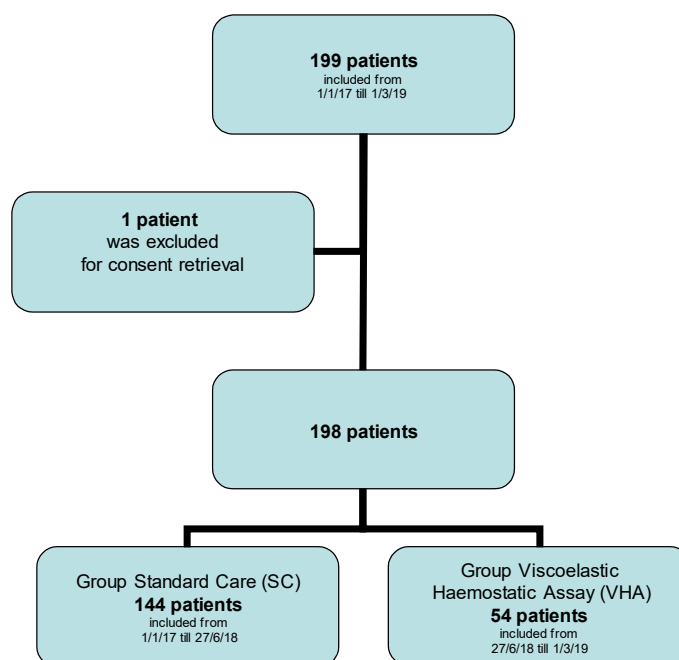 199 patients
included from
1/1/17 till 1/3/19
1 patient
was excluded
for consent retrieval
198 patients
Group Standard Care (SC)
144 patients
included from
1/1/17 till 27/6/18
Group Viscoelastic
Haemostatic Assay (VHA)
54 patients
included from
27/6/18 till 1/3/19